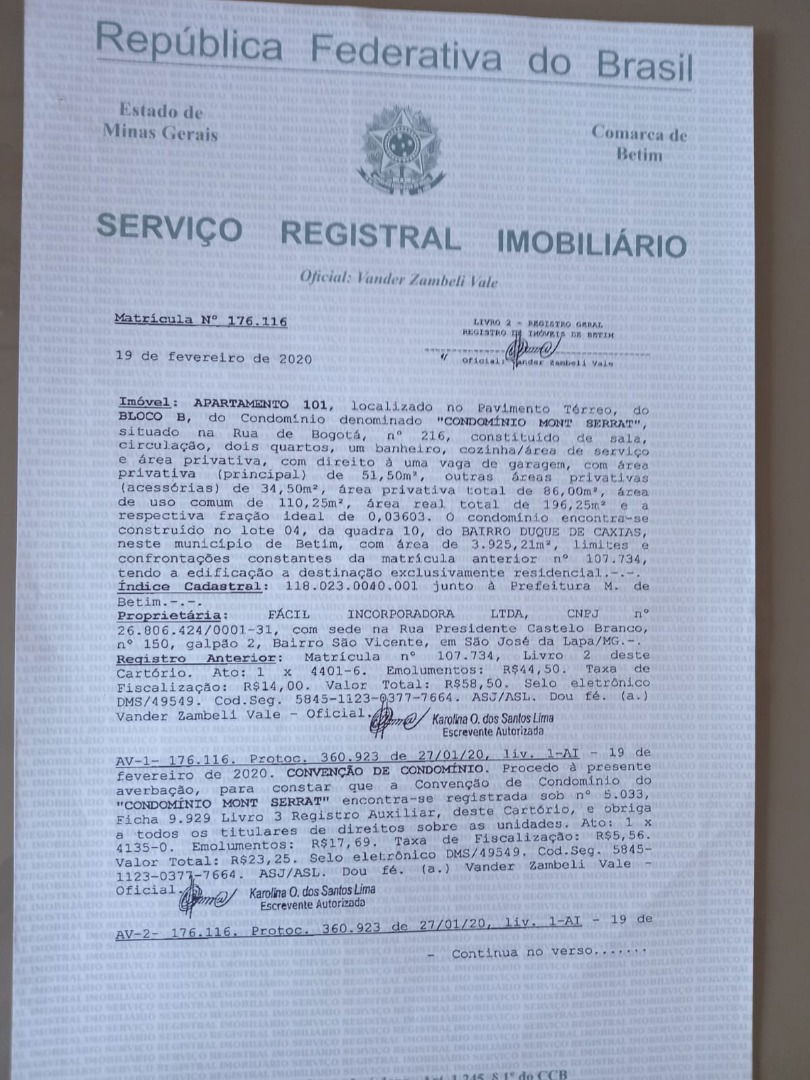 República Federativa do Brasil
Estado de
Minas Gerais
Comarca de
Betim
SERVIÇO REGISTRAL IMOBILIÁRIO
Oficial: Vander Zambeli Vale
Matrícula Nº 176.116
LIVRO 2 - REGISTRO GERAL
REGISTRO DE IMÓVEIS DE BETIM
19 de fevereiro de 2020
Oficial: Vander Zambeli Vale
Imóvel: APARTAMENTO 101, localizado no Pavimento Térreo, do
BLOCO B, do Condomínio denominado "CONDOMÍNIO MONT SERRAT",
situado na Rua de Bogotá, nº 216, constituído de sala,
circulação, dois quartos, um banheiro, cozinha/área de serviço
e área privativa, com direito à uma vaga de garagem, com área
privativa (principal) de 51,50m², outras áreas privativas
(acessórias) de 34,50m², área privativa total de 86,00m², área
de uso comum de 110,25m², área real total de 196,25m² e a
respectiva fração ideal de 0,03603. O condomínio encontra-se
construído no lote 04, da quadra 10, do BAIRRO DUQUE DE CAXIAS,
neste município de Betim, com área de 3.925,21m², limites e
confrontações constantes da matrícula anterior nº 107.734,
tendo a edificação a destinação exclusivamente residencial.-.-.
Índice Cadastral: 118.023.0040.001 junto à Prefeitura M. de
Betim.-.-.
Proprietária: FÁCIL INCORPORADORA LTDA, CNPJ nº
26.806.424/0001-31, com sede na Rua Presidente Castelo Branco,
nº 150, galpão 2, Bairro São Vicente, em São José da Lapa/MG.-.
Registro Anterior: Matrícula nº 107.734, Livro 2 deste
Cartório. Ato: 1 x 4401-6. Emolumentos: R$44,50. Taxa de
Fiscalização: R$14,00. Valor Total: R$58,50. Selo eletrônico
DMS/49549. Cod.Seg. 5845-1123-0377-7664. ASJ/ASL. Dou fé. (a.)
Vander Zambeli Vale - Oficial.
Karolina O. dos Santos Lima
Escrevente Autorizada
AV-1- 176.116. Protoc. 360.923 de 27/01/20, liv. 1-AI - 19 de
fevereiro de 2020. CONVENÇÃO DE CONDOMÍNIO. Procedo à presente
averbação, para constar que a Convenção de Condomínio do
"CONDOMÍNIO MONT SERRAT" encontra-se registrada sob nº 5.033,
Ficha 9.929 Livro 3 Registro Auxiliar, deste Cartório, e obriga
a todos os titulares de direitos sobre as unidades. Ato: 1 x
4135-0. Emolumentos: R$17,69. Taxa de Fiscalização: R$5,56.
Valor Total: R$23,25. Selo eletrônico DMS/49549. Cod.Seg. 5845-
1123-0377-7664. ASJ/ASL. Dou fé. (a.) Vander Zambeli Vale -
Oficial.
Karolina O. dos Santos Lima
Escrevente Autorizada
AV-2- 176.116. Protoc. 360.923 de 27/01/20, liv. 1-AI - 19 de
- Continua no verso.......
1.245, § 1º do CCB